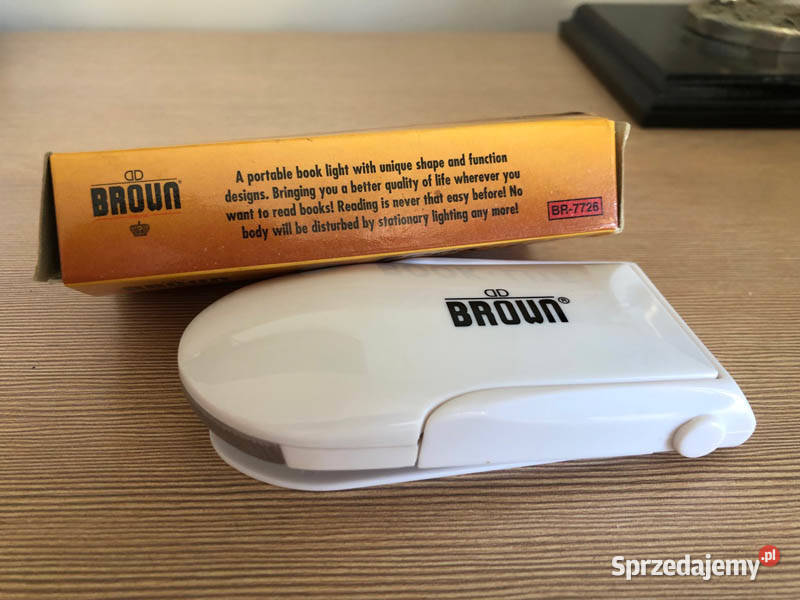 BROWN
A portable book light with unique shape and function
designs. Bringing you a better quality of life wherever you
want to read books! Reading is never that easy before! No
body will be disturbed by stationary lighting any more!
BR-7726
BROWN®
Sprzedajemy.pl